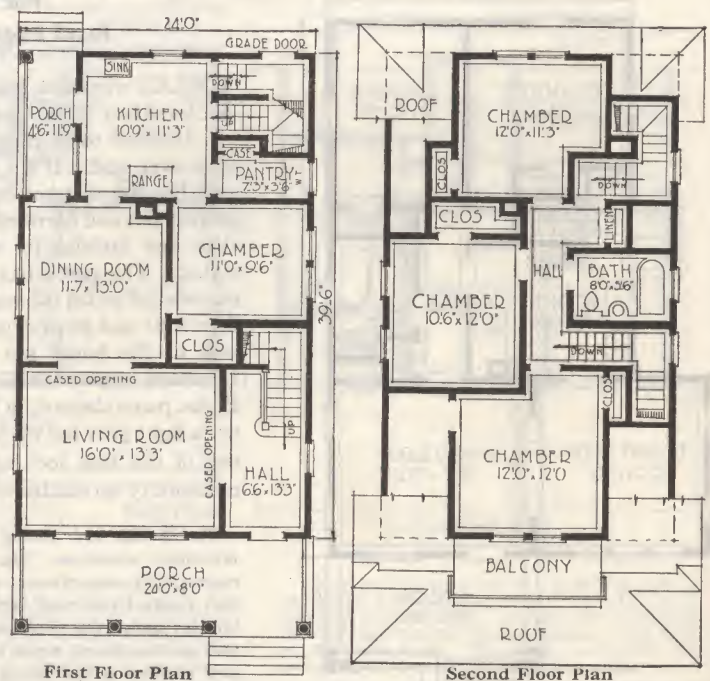 24'0"
GRADE DOOR
SINK
DOWN
PORCH
4'6"x11'9"
KITCHEN
10'9" x 11'3"
UP
CASE
RANGE
PANTRY
7'3"x3'6"
DINING ROOM
11'7 x 13'0"
CHAMBER
11'0" x 9'6"
39'6"
CLOS
CASED OPENING
LIVING ROOM
16'0" x 13'3"
CASED OPENING
UP
HALL
6'6"x13'3"
PORCH
24'0"x8'0"
First Floor Plan
ROOF
CHAMBER
12'0"x11'3"
CLOS
DOWN
CLOS
LINEN
HALL
BATH
8'0"x5'6"
CHAMBER
10'6"x12'0"
DOWN
CLOS
CHAMBER
12'0"x12'0
BALCONY
ROOF
Second Floor Plan